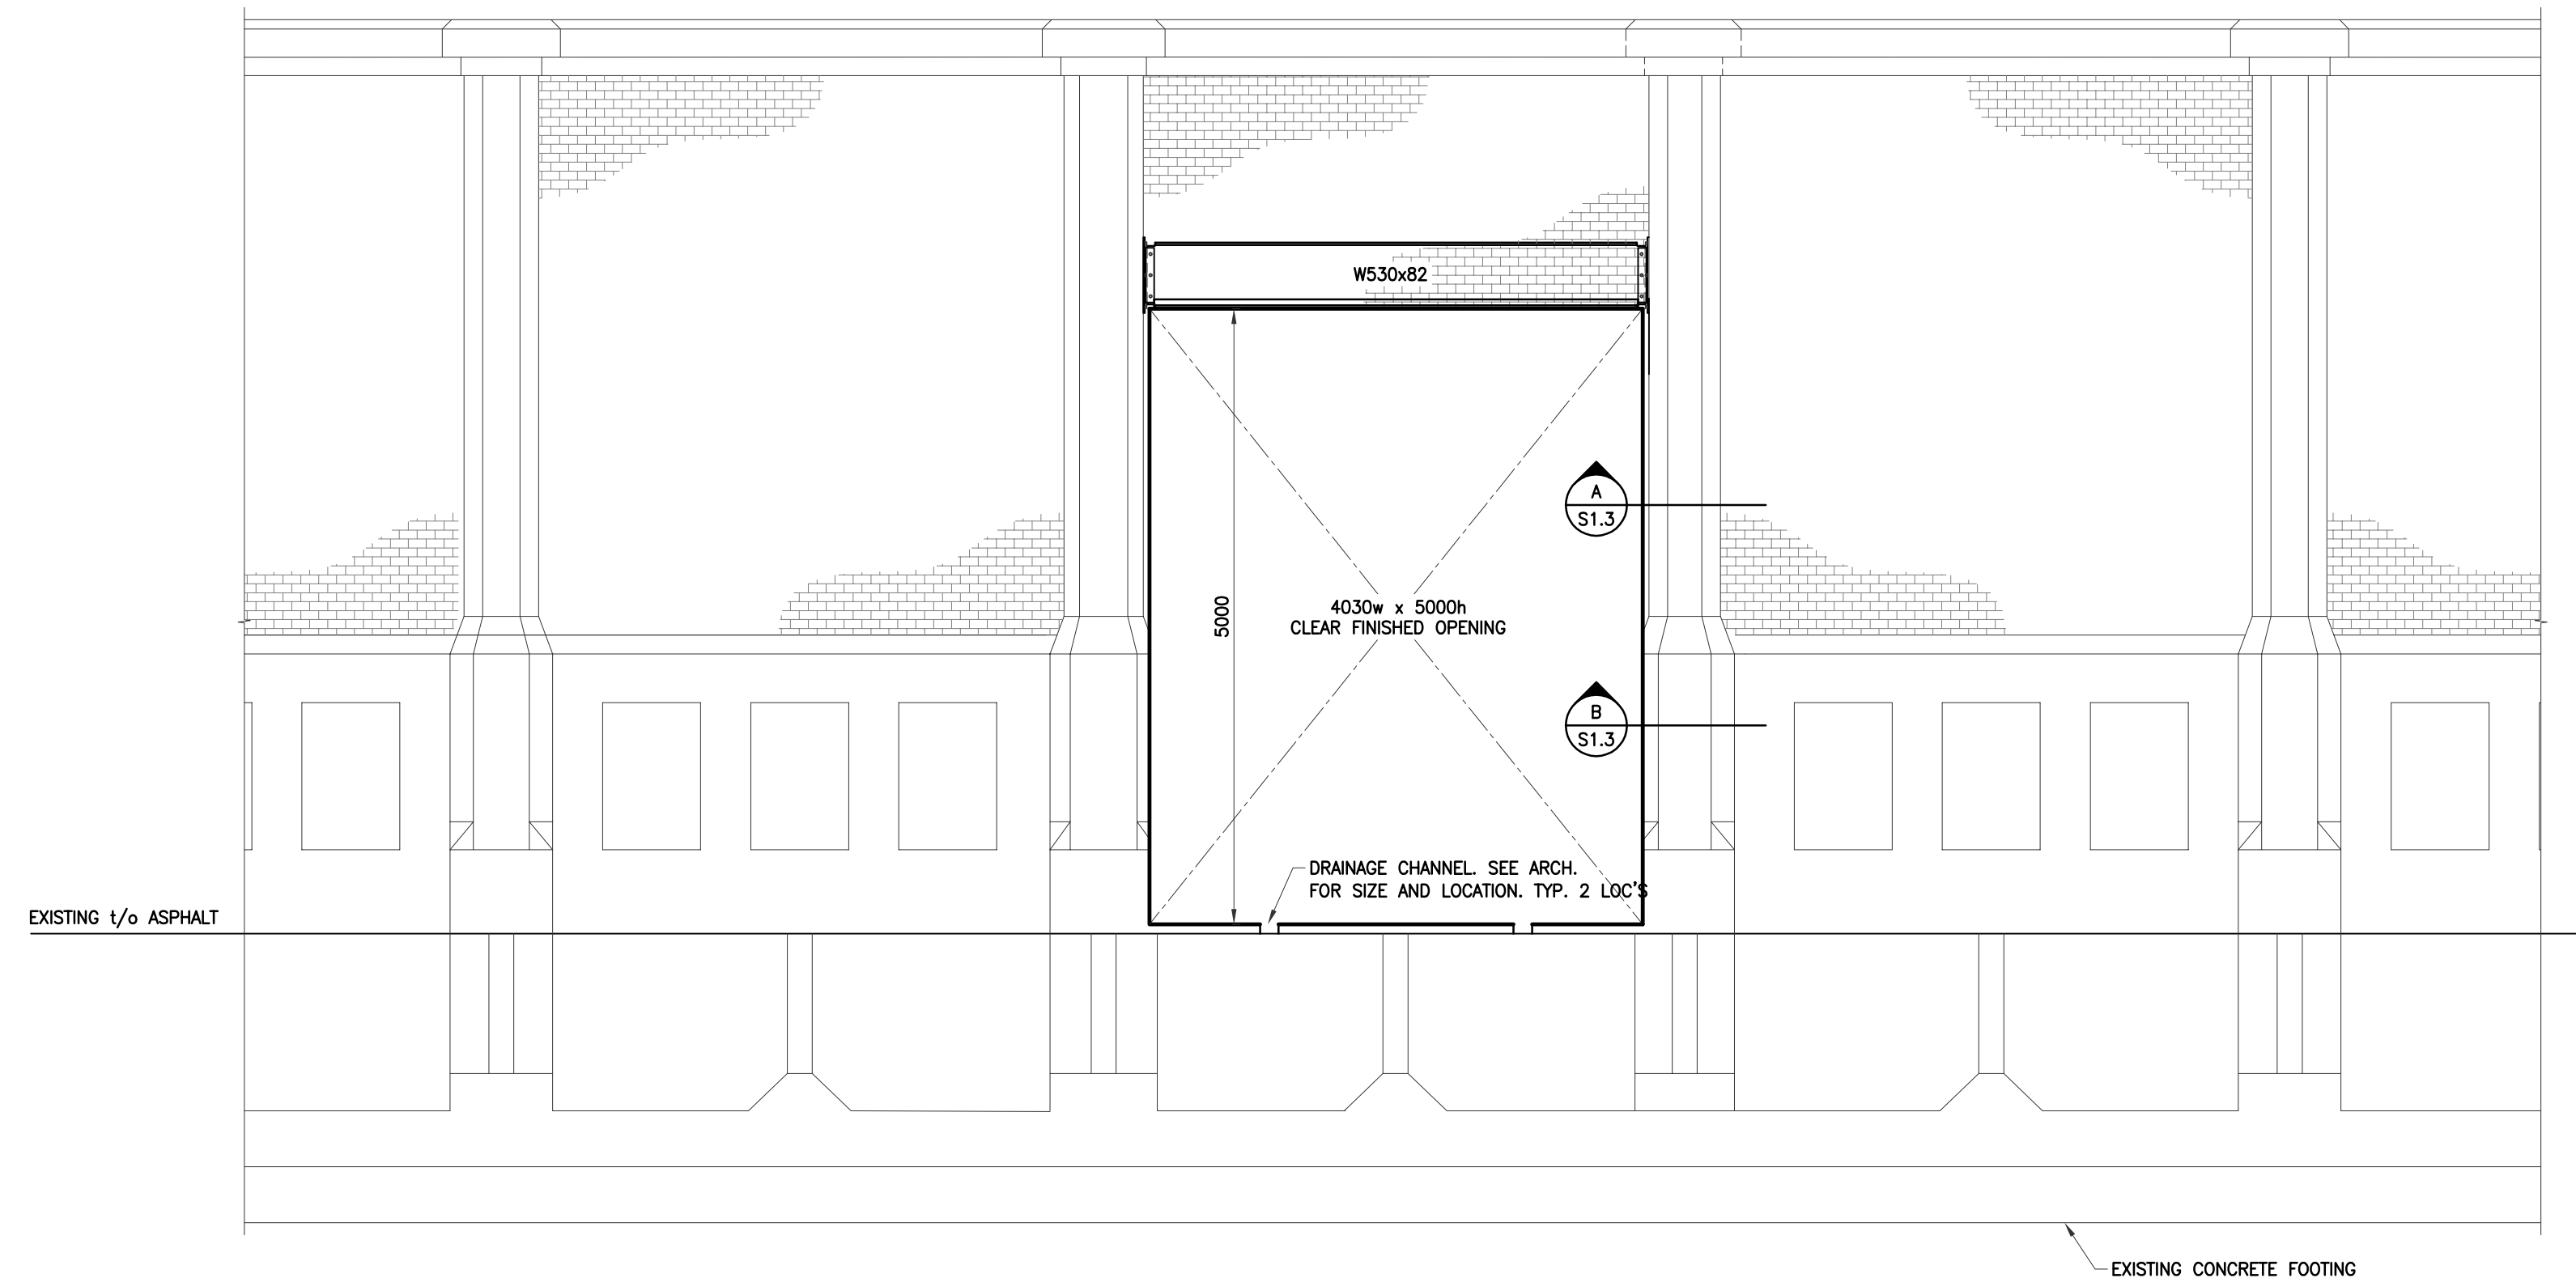 W530x82
A
S1.3
5000
4030w x 5000h
CLEAR FINISHED OPENING
B
S1.3
DRAINAGE CHANNEL. SEE ARCH.
FOR SIZE AND LOCATION. TYP. 2 LOC'S
EXISTING t/o ASPHALT
EXISTING CONCRETE FOOTING